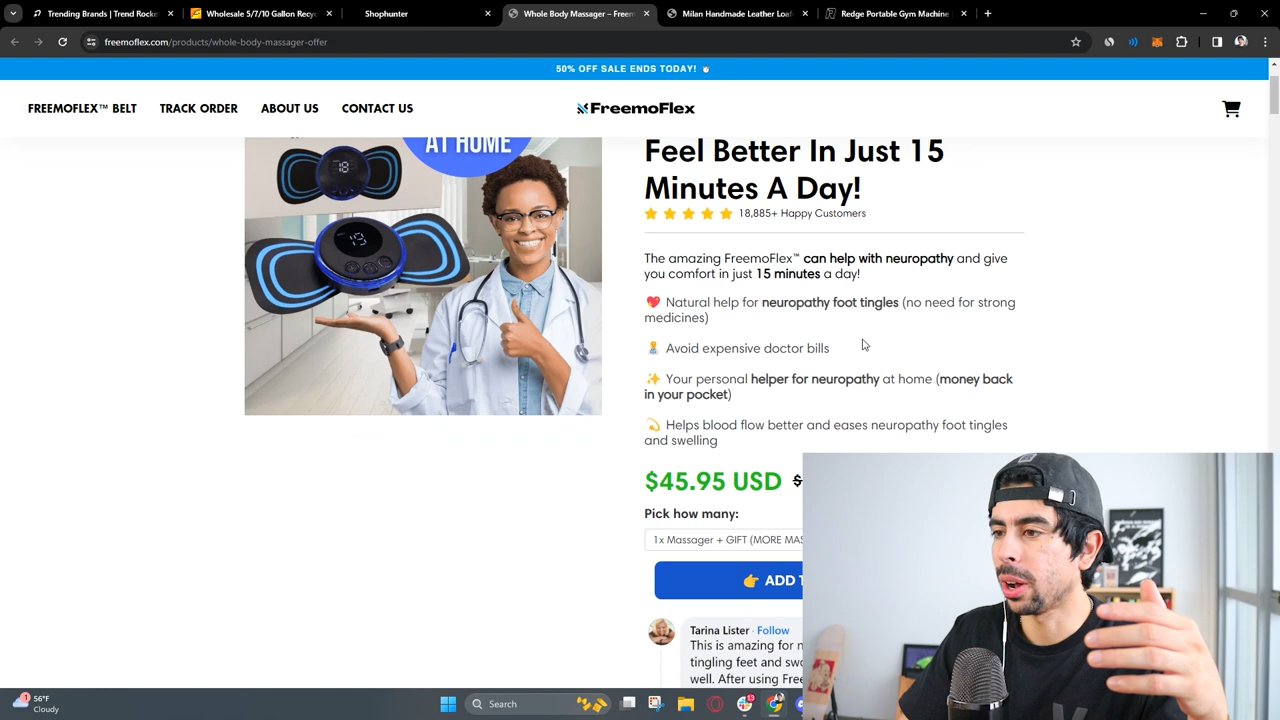 Trending Brands | Trend Rocke
Wholesale 5/7/10 Gallon Recyc
Shophunter
Whole Body Massager – Freem
Milan Handmade Leather Loaf
Redge Portable Gym Machine
freemoflex.com/products/whole-body-massager-offer
50% OFF SALE ENDS TODAY!
FREEMOFLEX™ BELT
TRACK ORDER
ABOUT US
CONTACT US
FreemoFlex
AT HOME
18
19
Feel Better In Just 15
Minutes A Day!
18,885+ Happy Customers
The amazing FreemoFlex™ can help with neuropathy and give
you comfort in just 15 minutes a day!
❤️ Natural help for neuropathy foot tingles (no need for strong
medicines)
Avoid expensive doctor bills
✨ Your personal helper for neuropathy at home (money back
in your pocket)
💫 Helps blood flow better and eases neuropathy foot tingles
and swelling
$45.95 USD $
Pick how many:
1x Massager + GIFT (MORE MAS
👉 ADD T
Tarina Lister · Follow
This is amazing for n
tingling feet and swo
well. After using Free
1
56°F
Cloudy
Search
13